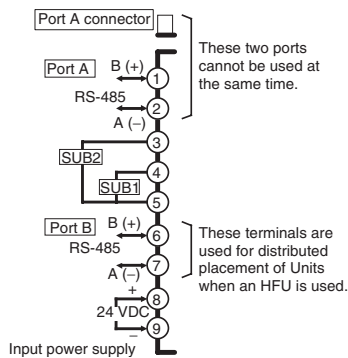 Port A connector
These two ports
cannot be used at
the same time.
Port A
B (+)
1
RS-485
2
A (−)
3
SUB2
4
SUB1
5
Port B
B (+)
6
RS-485
These terminals are
used for distributed
placement of Units
when an HFU is used.
A (−)
7
+
8
24 VDC
−
9
Input power supply